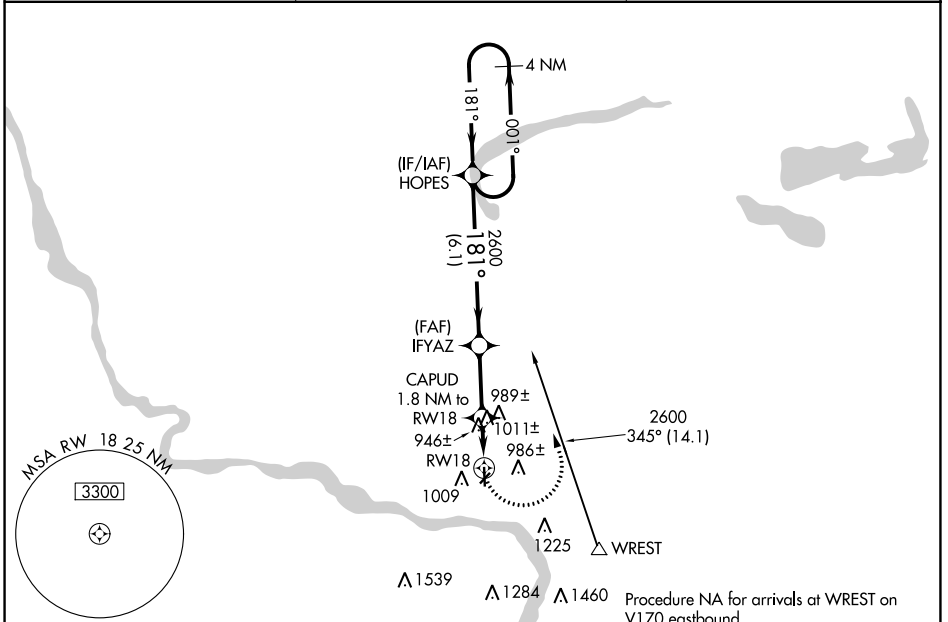 4 NM
181°
001°
(IF/IAF)
HOPES
2600
181°
(6.1)
(FAF)
IFYAZ
CAPUD
1.8 NM to
RW18
989±
1011±
946±
986±
RW18
1009
2600
345° (14.1)
MSA RW 18 25 NM
3300
1225
WREST
1539
1284
1460
Procedure NA for arrivals at WREST on
V170 eastbound